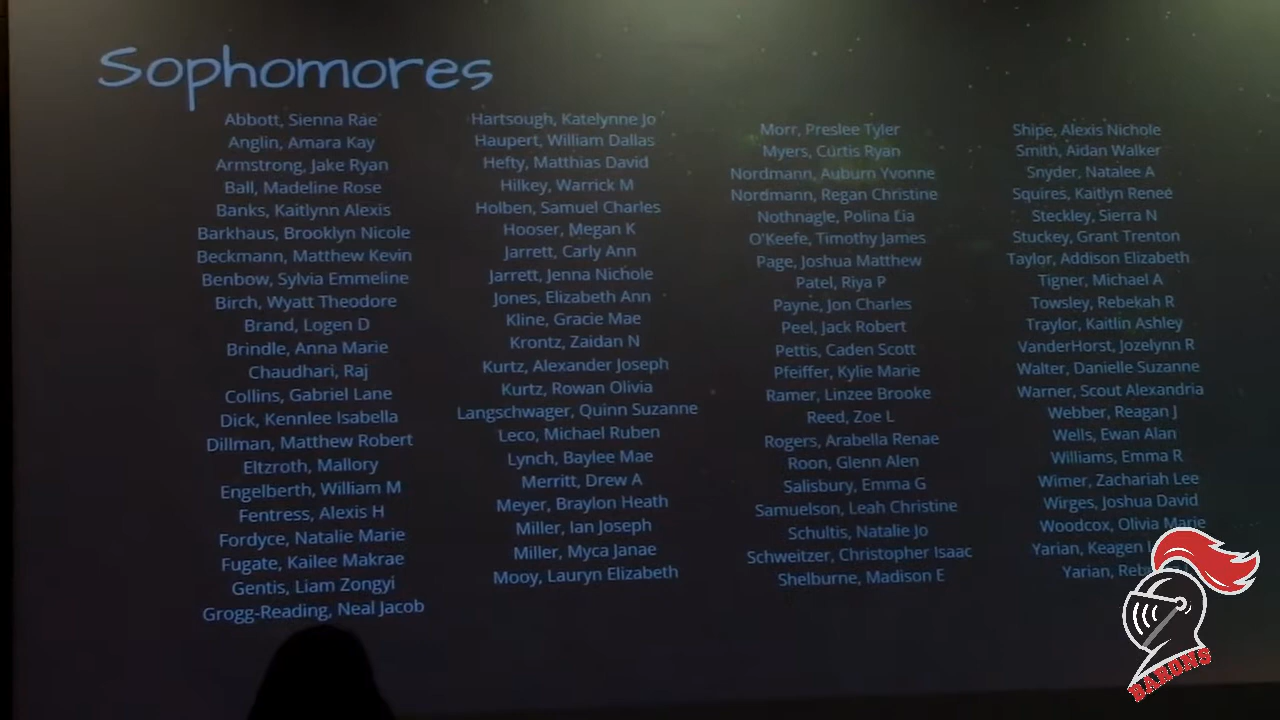 Sophomores
Abbott, Sienna Rae
Anglin, Amara Kay
Armstrong, Jake Ryan
Ball, Madeline Rose
Banks, Kaitlynn Alexis
Barkhaus, Brooklyn Nicole
Beckmann, Matthew Kevin
Benbow, Sylvia Emmeline
Birch, Wyatt Theodore
Brand, Logen D
Brindle, Anna Marie
Chaudhari, Raj
Collins, Gabriel Lane
Dick, Kennlee Isabella
Dillman, Matthew Robert
Eltzroth, Mallory
Engelberth, William M
Fentress, Alexis H
Fordyce, Natalie Marie
Fugate, Kailee Makrae
Gentis, Liam Zongyi
Grogg-Reading, Neal Jacob
Hartsough, Katelynne Jo
Haupert, William Dallas
Hefty, Matthias David
Hilkey, Warrick M
Holben, Samuel Charles
Hooser, Megan K
Jarrett, Carly Ann
Jarrett, Jenna Nichole
Jones, Elizabeth Ann
Kline, Gracie Mae
Krontz, Zaidan N
Kurtz, Alexander Joseph
Kurtz, Rowan Olivia
Langschwager, Quinn Suzanne
Leco, Michael Ruben
Lynch, Baylee Mae
Merritt, Drew A
Meyer, Braylon Heath
Miller, Ian Joseph
Miller, Myca Janae
Mooy, Lauryn Elizabeth
Morr, Preslee Tyler
Myers, Curtis Ryan
Nordmann, Auburn Yvonne
Nordmann, Regan Christine
Nothnagle, Polina Lia
O'Keefe, Timothy James
Page, Joshua Matthew
Patel, Riya P
Payne, Jon Charles
Peel, Jack Robert
Pettis, Caden Scott
Pfeiffer, Kylie Marie
Ramer, Linzee Brooke
Reed, Zoe L
Rogers, Arabella Renae
Roon, Glenn Alen
Salisbury, Emma G
Samuelson, Leah Christine
Schultis, Natalie Jo
Schweitzer, Christopher Isaac
Shelburne, Madison E
Shipe, Alexis Nichole
Smith, Aidan Walker
Snyder, Natalee A
Squires, Kaitlyn Reneé
Steckley, Sierra N
Stuckey, Grant Trenton
Taylor, Addison Elizabeth
Tigner, Michael A
Towsley, Rebekah R
Traylor, Kaitlin Ashley
VanderHorst, Jozelynn R
Walter, Danielle Suzanne
Warner, Scout Alexandria
Webber, Reagan J
Wells, Ewan Alan
Williams, Emma R
Wimer, Zachariah Lee
Wirges, Joshua David
Woodcox, Olivia Marie
Yarian, Keagen
Yarian,
BARONS